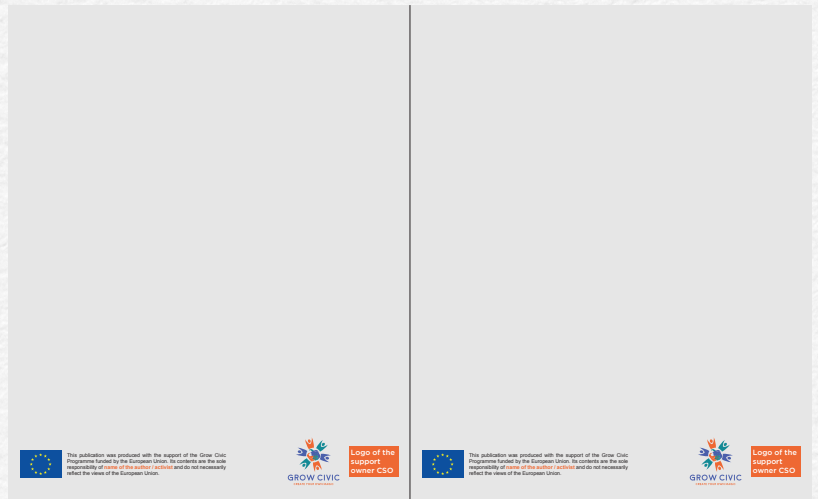 This publication was produced with the support of the Grow Civic
Programme funded by the European Union. Its contents are the sole
responsibility of name of the author / activist and do not necessarily
reflect the views of the European Union.
GROW CIVIC
Logo of the
support
owner CSO
This publication was produced with the support of the Grow Civic
Programme funded by the European Union. Its contents are the sole
responsibility of name of the author / activist and do not necessarily
reflect the views of the European Union.
GROW CIVIC
Logo of the
support
owner CSO